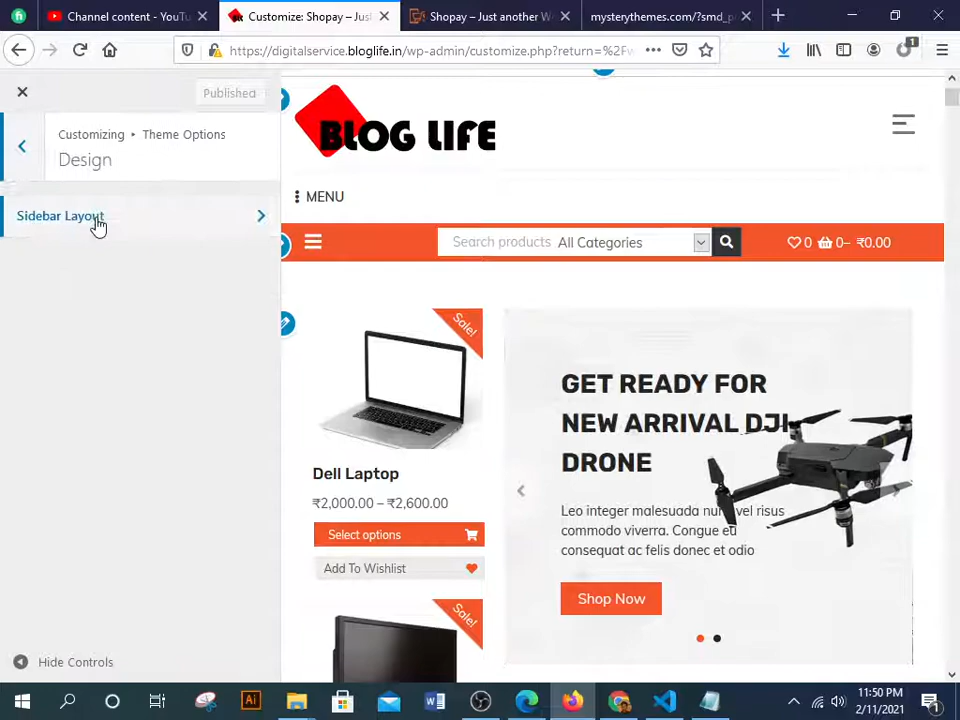 Channel content - YouTu
Customize: Shopay – Jus
Shopay – Just another W
mysterythemes.com/?smd_p
https://digitalservice.bloglife.in/wp-admin/customize.php?return=%2F
1
Published
Customizing ▸ Theme Options
Design
Sidebar Layout
Hide Controls
BLOG LIFE
MENU
Search products
All Categories
0
0– ₹0.00
Sale!
Dell Laptop
₹2,000.00 – ₹2,600.00
Select options
Add To Wishlist
Sale!
GET READY FOR
NEW ARRIVAL DJI
DRONE
Leo integer malesuada nunc vel risus
commodo viverra. Congue eu
consequat ac felis donec et odio
Shop Now
11:50 PM
2/11/2021
1